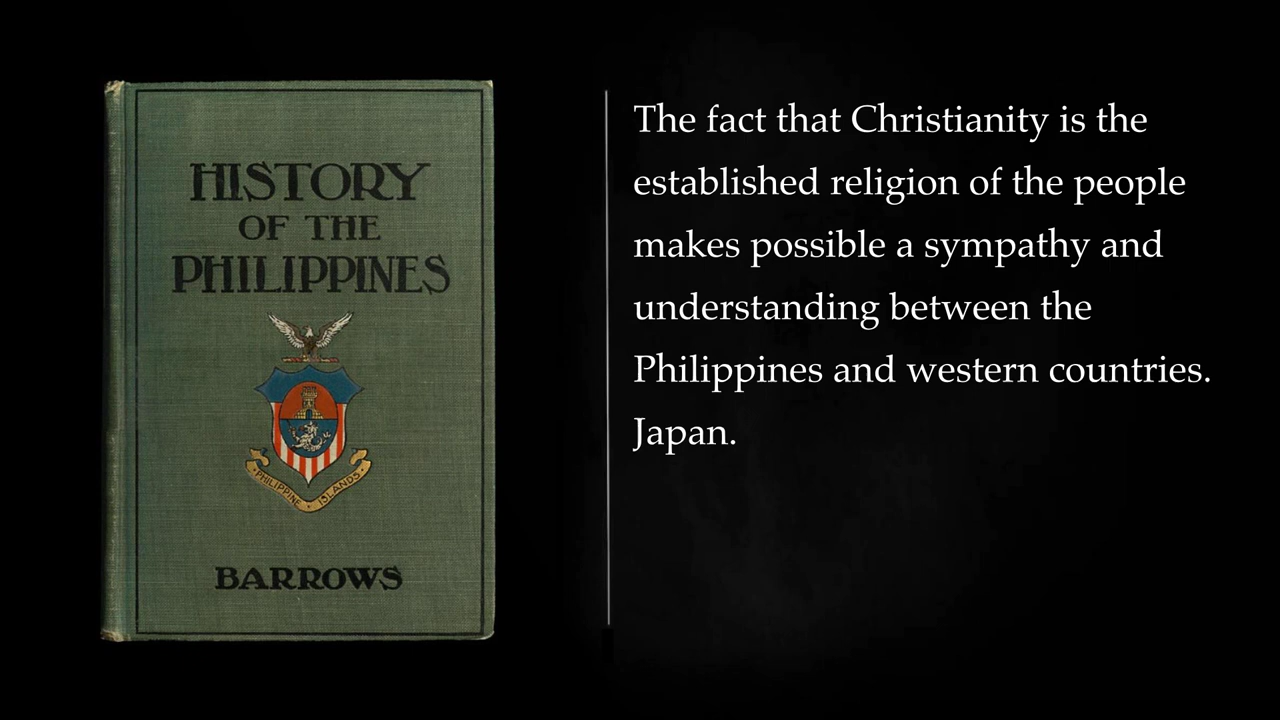 HISTORY
OF THE
PHILIPPINES
PHILIPPINE ISLANDS
BARROWS
The fact that Christianity is the
established religion of the people
makes possible a sympathy and
understanding between the
Philippines and western countries.
Japan.